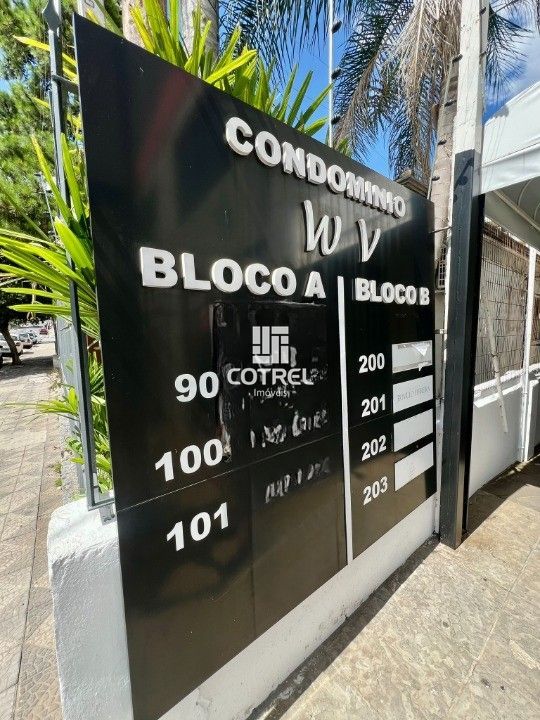 CONDOMINIO
W V
BLOCO A
90
100
101
BLOCO B
200
201
202
203
COTREL
Imóveis